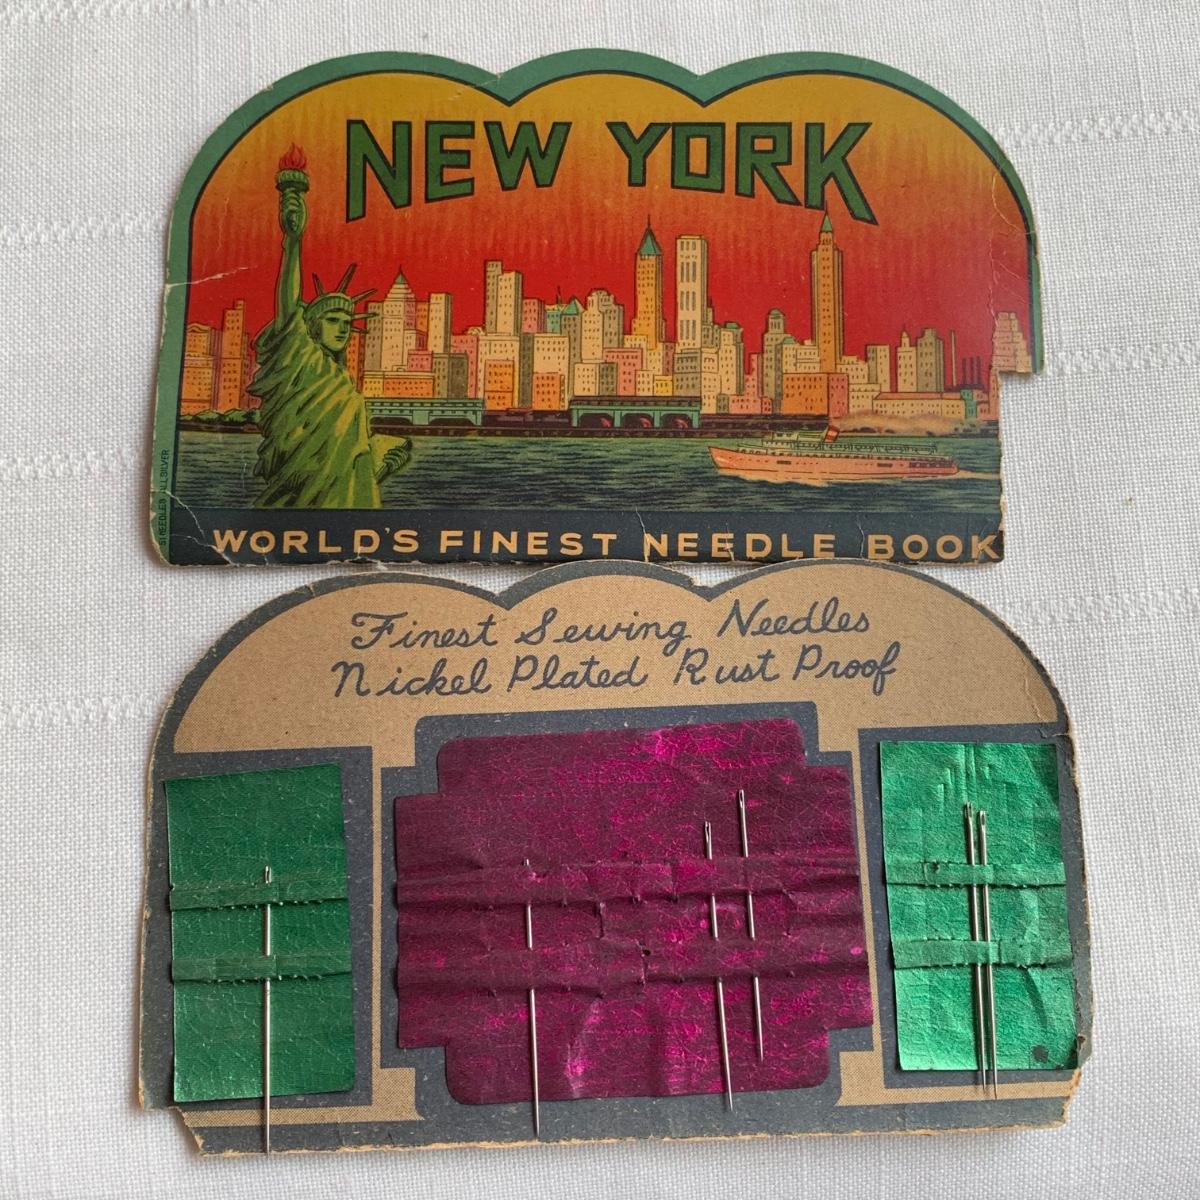 NEW YORK
WORLD'S FINEST NEEDLE BOOK
Finest Sewing Needles
Nickel Plated Rust Proof